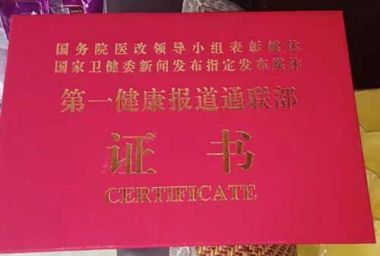 国务院医改领导小组表彰媒体
国家卫健委新闻发布指定发布媒体
第一健康报道通联部
证书
CERTIFICATE